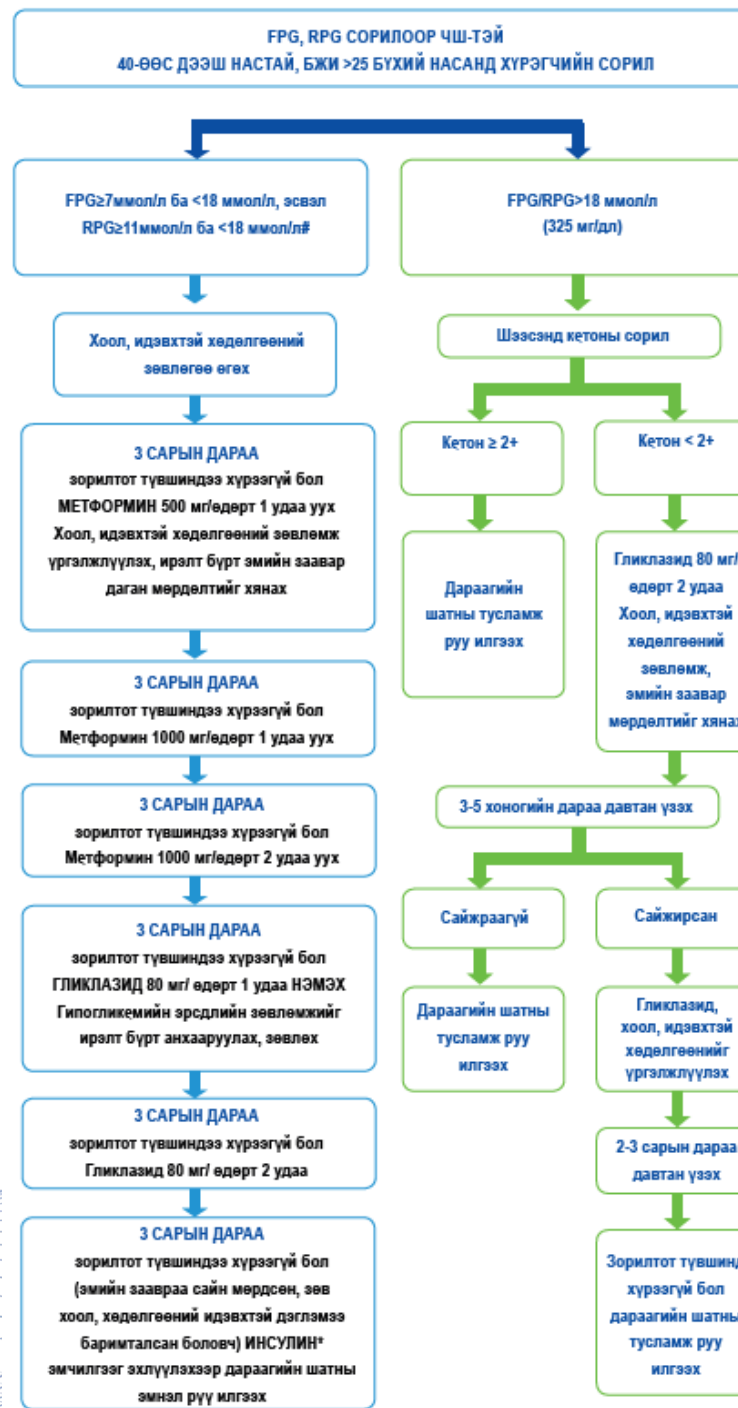 FPG, RPG СОРИЛООР ЧШ-ТЭЙ
40-ӨӨС ДЭЭШ НАСТАЙ, БЖИ >25 БҮХИЙ НАСАНД ХҮРЭГЧИЙН СОРИЛ
FPG≥7ммол/л ба <18 ммол/л, эсвэл
RPG≥11ммол/л ба <18 ммол/л#
Хоол, идэвхтэй хөдөлгөөний
зөвлөгөө өгөх
3 САРЫН ДАРАА
зорилтот түвшиндээ хүрээгүй бол
МЕТФОРМИН 500 мг/өдөрт 1 удаа уух
Хоол, идэвхтэй хөдөлгөөний зөвлөмж
үргэлжлүүлэх, ирэлт бүрт эмийн заавар
даган мөрдөлтийг хянах
3 САРЫН ДАРАА
зорилтот түвшиндээ хүрээгүй бол
Метформин 1000 мг/өдөрт 1 удаа уух
3 САРЫН ДАРАА
зорилтот түвшиндээ хүрээгүй бол
Метформин 1000 мг/өдөрт 2 удаа уух
3 САРЫН ДАРАА
зорилтот түвшиндээ хүрээгүй бол
ГЛИКЛАЗИД 80 мг/ өдөрт 1 удаа НЭМЭХ
Гипогликемийн эрсдлийн зөвлөмжийг
ирэлт бүрт анхааруулах, зөвлөх
3 САРЫН ДАРАА
зорилтот түвшиндээ хүрээгүй бол
Гликлазид 80 мг/ өдөрт 2 удаа
3 САРЫН ДАРАА
зорилтот түвшиндээ хүрээгүй бол
(эмийн заавраа сайн мөрдсөн, зөв
хоол, хөдөлгөөний идэвхтэй дэглэмээ
баримталсан боловч) ИНСУЛИН*
эмчилгээг эхлүүлэхээр дараагийн шатны
эмнэл рүү илгээх
FPG/RPG>18 ммол/л
(325 мг/дл)
Шээсэнд кетоны сорил
Кетон ≥ 2+
Дараагийн
шатны тусламж
руу илгээх
Кетон < 2+
Гликлазид 80 мг/
өдөрт 2 удаа
Хоол, идэвхтэй
хөдөлгөөний
зөвлөмж,
эмийн заавар
мөрдөлтийг хянах
3-5 хоногийн дараа давтан үзэх
Сайжраагүй
Дараагийн шатны
тусламж руу
илгээх
Сайжирсан
Гликлазид,
хоол, идэвхтэй
хөдөлгөөнийг
үргэлжлүүлэх
2-3 сарын дараа
давтан үзэх
Зорилтот түвшинд
хүрээгүй бол
дараагийн шатны
тусламж руу
илгээх